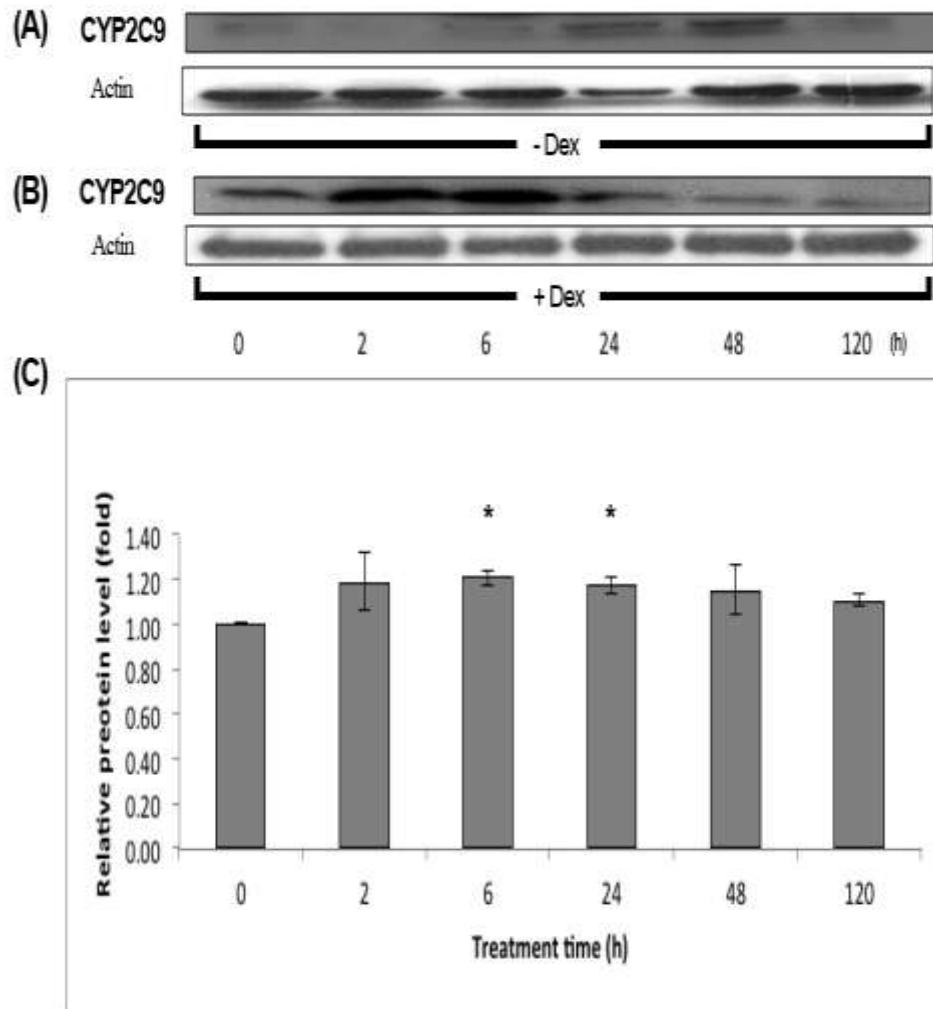 (A) CYP2C9
Actin
- Dex
(B) CYP2C9
Actin
+ Dex
0 2 6 24 48 120 (h)
(C)
Relative preotein level (fold)
* *
1.40
1.20
1.00
0.80
0.60
0.40
0.20
0.00
0 2 6 24 48 120
Treatment time (h)